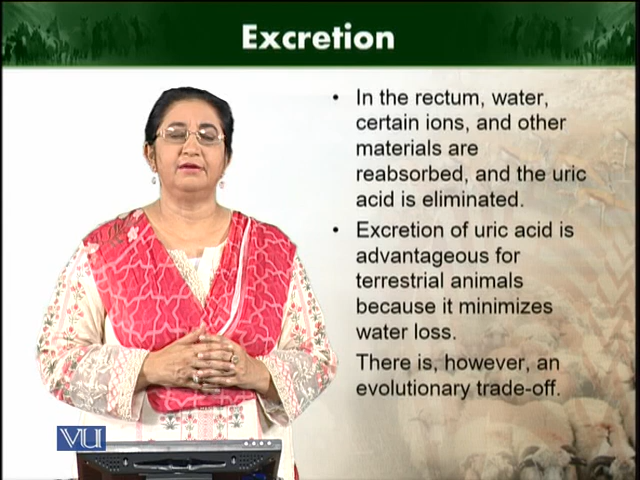 Excretion
• In the rectum, water,
certain ions, and other
materials are
reabsorbed, and the uric
acid is eliminated.
• Excretion of uric acid is
advantageous for
terrestrial animals
because it minimizes
water loss.
There is, however, an
evolutionary trade-off.
VU